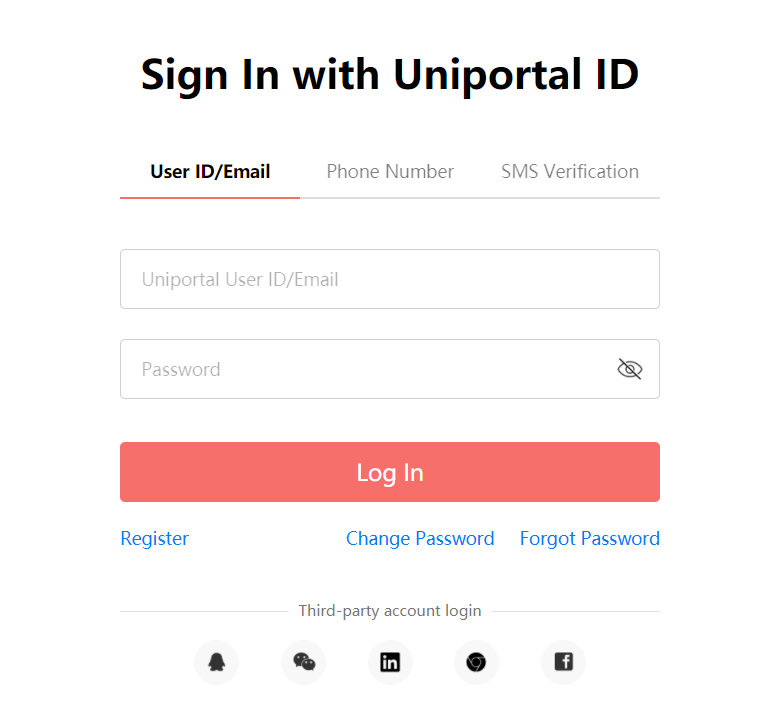 Sign In with Uniportal ID
User ID/Email Phone Number SMS Verification
Uniportal User ID/Email
Password
Log In
Register Change Password Forgot Password
Third-party account login